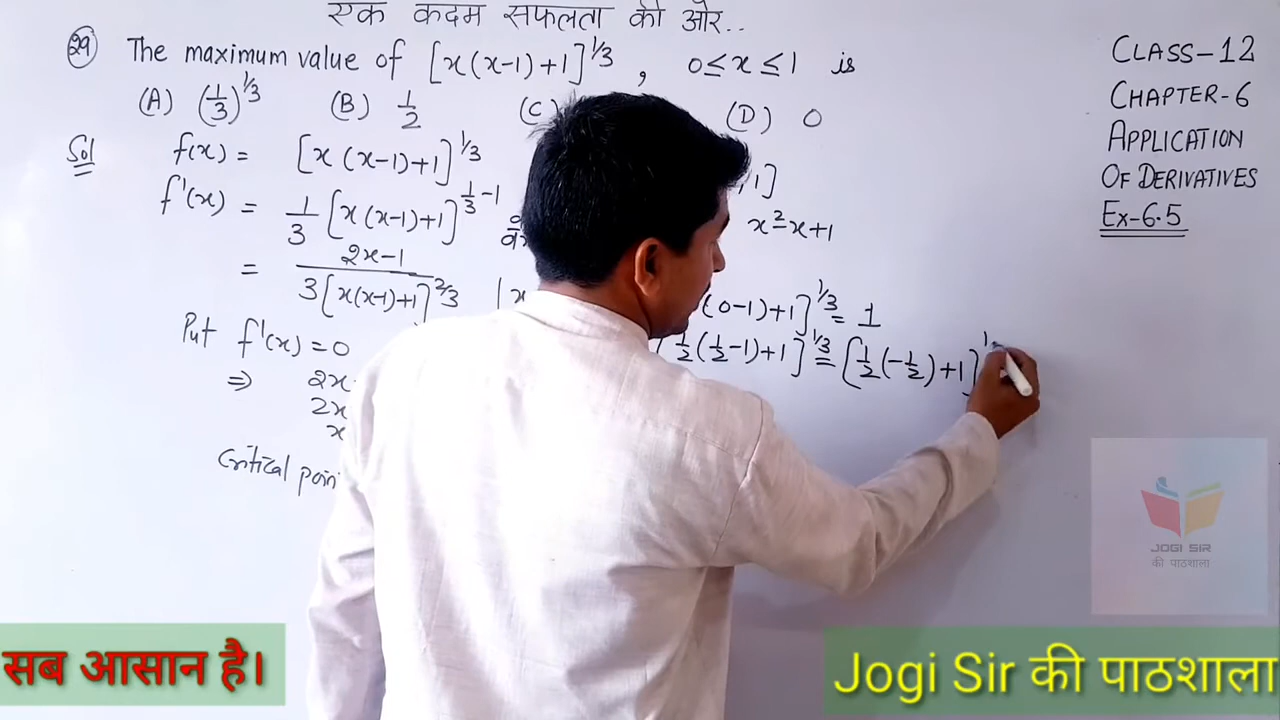 एक कदम सफलता की ओर..
29 The maximum value of [x(x-1)+1]^1/3 , 0≤x≤1 is
(A) (1/3)^1/3 (B) 1/2 (C) (D) 0
Sol f(x) = [x(x-1)+1]^1/3 1]
f'(x) = 1/3 [x(x-1)+1]^1/3-1 x²-x+1
= 2x-1 / 3[x(x-1)+1]^2/3
(0-1)+1]^1/3 = 1
Put f'(x) = 0 [1/2(1/2-1)+1]^1/3 = [1/2(-1/2)+1]
⇒ 2x
2x
x
Critical poin
CLASS-12
CHAPTER-6
APPLICATION
OF DERIVATIVES
Ex-6.5
JOGI SIR
की पाठशाला
सब आसान है।
Jogi Sir की पाठशाला